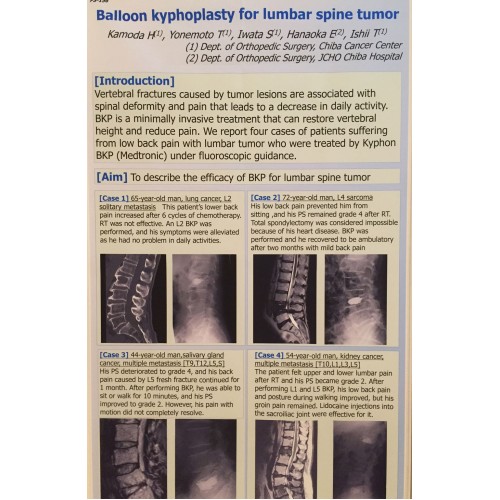 Balloon kyphoplasty for lumbar spine tumor
Kamoda H(1), Yonemoto T(1), Iwata S(1), Hanaoka E(2), Ishii T(1)
(1) Dept. of Orthopedic Surgery, Chiba Cancer Center
(2) Dept. of Orthopedic Surgery, JCHO Chiba Hospital
[Introduction]
Vertebral fractures caused by tumor lesions are associated with
spinal deformity and pain that leads to a decrease in daily activity.
BKP is a minimally invasive treatment that can restore vertebral
height and reduce pain. We report four cases of patients suffering
from low back pain with lumbar tumor who were treated by Kyphon
BKP (Medtronic) under fluoroscopic guidance.
[Aim] To describe the efficacy of BKP for lumbar spine tumor
[Case 1] 65-year-old man, lung cancer, L2
solitary metastasis This patient's lower back
pain increased after 6 cycles of chemotherapy.
RT was not effective. An L2 BKP was
performed, and his symptoms were alleviated
as he had no problem in daily activities.
[Case 2] 72-year-old man, L4 sarcoma
His low back pain prevented him from
sitting ,and his PS remained grade 4 after RT.
Total spondylectomy was considered impossible
because of his heart disease. BKP was
performed and he recovered to be ambulatory
after two months with mild back pain
[Case 3] 44-year-old man,salivary gland
cancer, multiple metastasis [T9,T12,L5,S]
His PS deteriorated to grade 4, and his back
pain caused by L5 fresh fracture continued for
1 month. After performing BKP, he was able to
sit or walk for 10 minutes, and his PS
improved to grade 2. However, his pain with
motion did not completely resolve.
[Case 4] 54-year-old man, kidney cancer,
multiple metastasis [T10,L1,L3,L5]
The patient felt upper and lower lumbar pain
after RT and his PS became grade 2. After
performing L1 and L5 BKP, his low back pain
and posture during walking improved, but his
groin pain remained. Lidocaine injections into
the sacroiliac joint were effective for it.